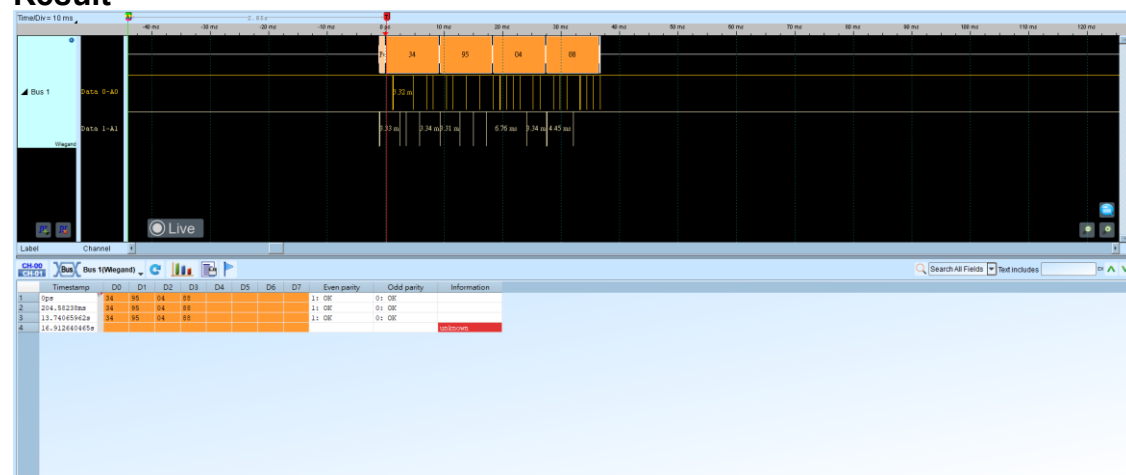 Result
Time/Div= 10 ms
-40 ms -30 ms -10 ms 10 ms 20 ms 30 ms 40 ms 50 ms 60 ms 70 ms 80 ms 90 ms 100 ms 110 ms 120 ms
34 95 04 88
Bus 1 Data 0-A0 3.32 m
Data 1-A1 3.33 m 3.34 m 3.31 m 6.76 ms 3.34 m 4.45 ms
Wiegand
Live
Label Channel
CH-00 CH-01 Bus Bus 1(Wiegand) Search All Fields Text includes
Timestamp D0 D1 D2 D3 D4 D5 D6 D7 Even parity Odd parity Information
1 0ps 34 95 04 88 1: OK 0: OK
2 204.58238ms 34 95 04 88 1: OK 0: OK
3 13.74065962s 34 95 04 88 1: OK 0: OK
4 16.912640465s unknown